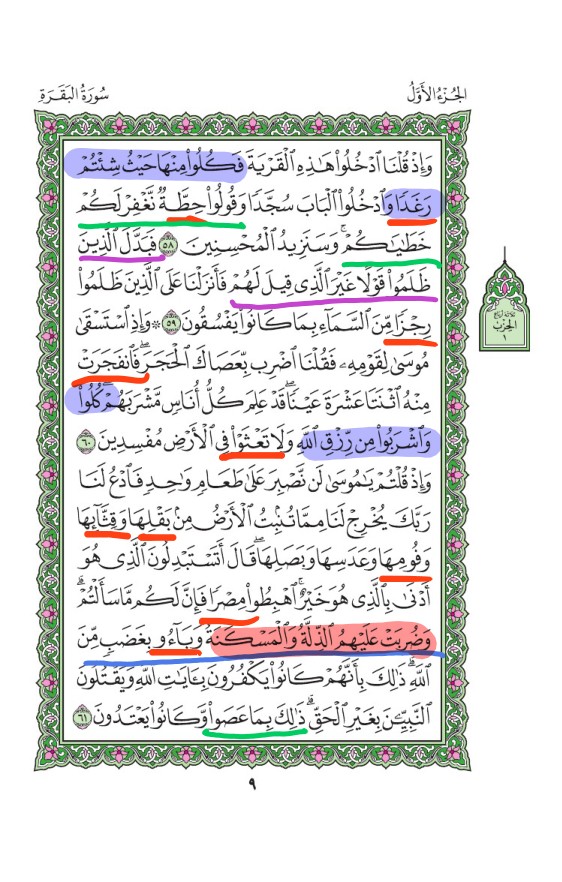 الجُزْءُ الأَوَّلُ
سُورَةُ البَقَرَةِ
وَإِذۡ قُلۡنَا ٱدۡخُلُواْ هَٰذِهِ ٱلۡقَرۡيَةَ فَكُلُواْ مِنۡهَا حَيۡثُ شِئۡتُمۡ
رَغَدٗا وَٱدۡخُلُواْ ٱلۡبَابَ سُجَّدٗا وَقُولُواْ حِطَّةٞ نَّغۡفِرۡ لَكُمۡ
خَطَٰيَٰكُمۡۚ وَسَنَزِيدُ ٱلۡمُحۡسِنِينَ ٥٨ فَبَدَّلَ ٱلَّذِينَ
ظَلَمُواْ قَوۡلًا غَيۡرَ ٱلَّذِي قِيلَ لَهُمۡ فَأَنزَلۡنَا عَلَى ٱلَّذِينَ ظَلَمُواْ
رِجۡزٗا مِّنَ ٱلسَّمَآءِ بِمَا كَانُواْ يَفۡسُقُونَ ٥٩ ۞ وَإِذِ ٱسۡتَسۡقَىٰ
مُوسَىٰ لِقَوۡمِهِۦ فَقُلۡنَا ٱضۡرِب بِّعَصَاكَ ٱلۡحَجَرَۖ فَٱنفَجَرَتۡ
مِنۡهُ ٱثۡنَتَا عَشۡرَةَ عَيۡنٗاۖ قَدۡ عَلِمَ كُلُّ أُنَاسٖ مَّشۡرَبَهُمۡۖ كُلُواْ
وَٱشۡرَبُواْ مِن رِّزۡقِ ٱللَّهِ وَلَا تَعۡثَوۡاْ فِي ٱلۡأَرۡضِ مُفۡسِدِينَ ٦٠
وَإِذۡ قُلۡتُمۡ يَٰمُوسَىٰ لَن نَّصۡبِرَ عَلَىٰ طَعَامٖ وَٰحِدٖ فَٱدۡعُ لَنَا
رَبَّكَ يُخۡرِجۡ لَنَا مِمَّا تُنۢبِتُ ٱلۡأَرۡضُ مِنۢ بَقۡلِهَا وَقِثَّآئِهَا
وَفُومِهَا وَعَدَسِهَا وَبَصَلِهَاۖ قَالَ أَتَسۡتَبۡدِلُونَ ٱلَّذِي هُوَ
أَدۡنَىٰ بِٱلَّذِي هُوَ خَيۡرٌۚ ٱهۡبِطُواْ مِصۡرٗا فَإِنَّ لَكُم مَّا سَأَلۡتُمۡۗ
وَضُرِبَتۡ عَلَيۡهِمُ ٱلذِّلَّةُ وَٱلۡمَسۡكَنَةُ وَبَآءُو بِغَضَبٖ مِّنَ
ٱللَّهِۗ ذَٰلِكَ بِأَنَّهُمۡ كَانُواْ يَكۡفُرُونَ بِـَٔايَٰتِ ٱللَّهِ وَيَقۡتُلُونَ
ٱلنَّبِيِّـۧنَ بِغَيۡرِ ٱلۡحَقِّۗ ذَٰلِكَ بِمَا عَصَواْ وَّكَانُواْ يَعۡتَدُونَ ٦١
ثلاثة أرباع
الحِزْب
١
٩